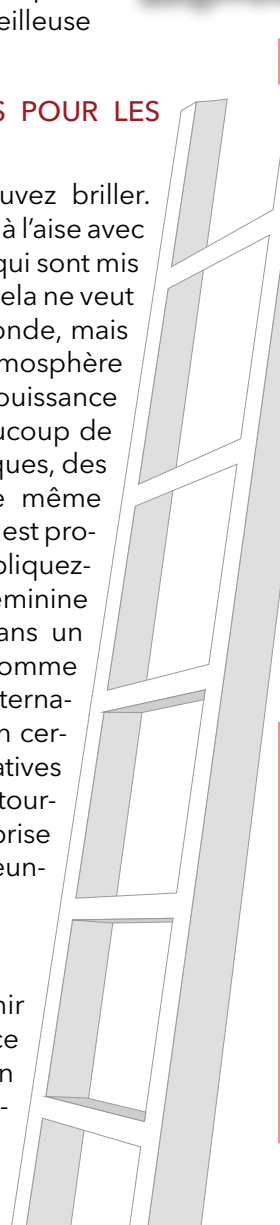 eilleuse
S POUR LES
uvez briller.
à l’aise avec
qui sont mis
ela ne veut
onde, mais
mosphère
ouissance
ucoup de
ques, des
e même
est pro-
pliquez-
éminine
ans un
omme
terna-
n cer-
atives
tour-
prise
eun-
nir
ce
n
-